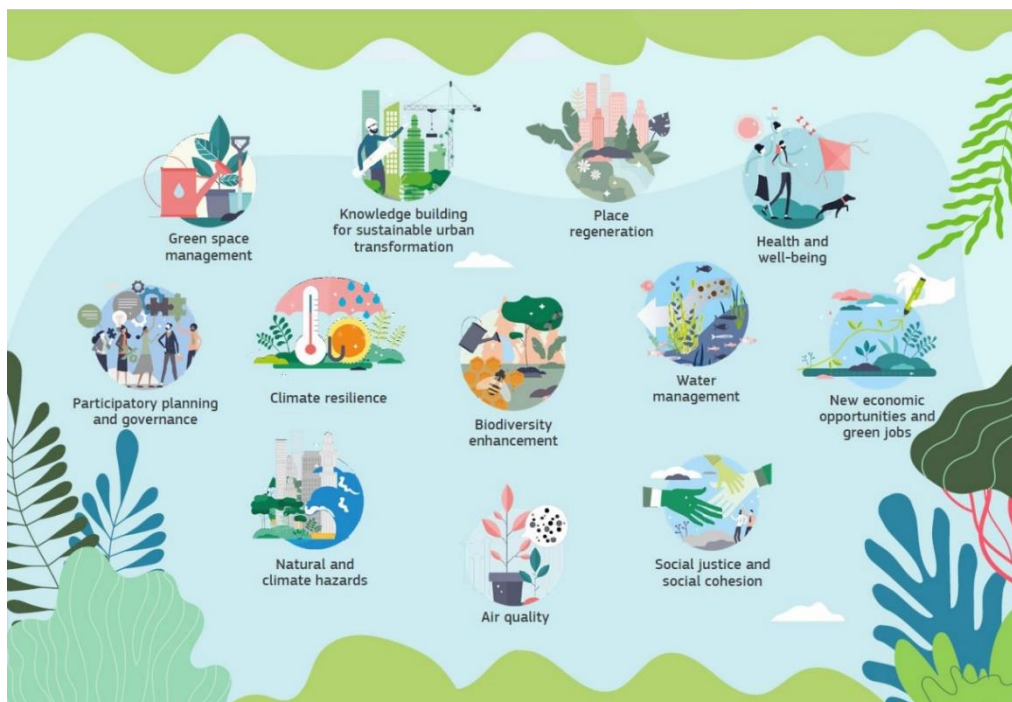 Green space
management
Knowledge building
for sustainable urban
transformation
Place
regeneration
Health and
well-being
Participatory planning
and governance
Climate resilience
Biodiversity
enhancement
Water
management
New economic
opportunities and
green jobs
Natural and
climate hazards
Air quality
Social justice and
social cohesion